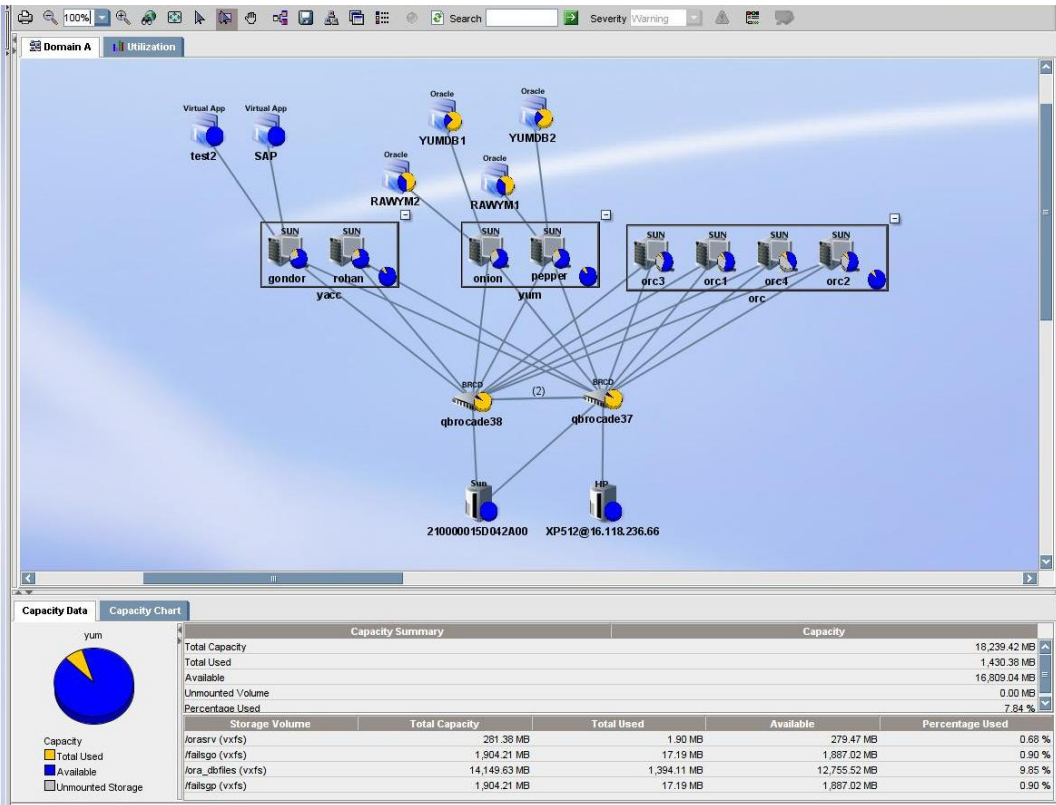 100%
Search
Severity Warning
Domain A
Utilization
Oracle
Oracle
Virtual App
Virtual App
YUMDB1
YUMDB2
test2
SAP
Oracle
Oracle
RAWYM2
RAWYM1
SUN
SUN
SUN
SUN
SUN
SUN
SUN
SUN
gondor
rohan
onion
pepper
orc3
orc1
orc4
orc2
yacc
yum
orc
BRCD
(2)
BRCD
qbrocade38
qbrocade37
Sun
HP
210000015D042A00
XP512@16.118.236.66
Capacity Data
Capacity Chart
yum
Capacity
Total Used
Available
Unmounted Storage
Capacity Summary Capacity
Total Capacity 18,239.42 MB
Total Used 1,430.38 MB
Available 16,809.04 MB
Unmounted Volume 0.00 MB
Percentage Used 7.84 %
Storage Volume Total Capacity Total Used Available Percentage Used
/orasrv (vxfs) 281.38 MB 1.90 MB 279.47 MB 0.68 %
/failsgo (vxfs) 1,904.21 MB 17.19 MB 1,887.02 MB 0.90 %
/ora_dbfiles (vxfs) 14,149.63 MB 1,394.11 MB 12,755.52 MB 9.85 %
/failsgp (vxfs) 1,904.21 MB 17.19 MB 1,887.02 MB 0.90 %